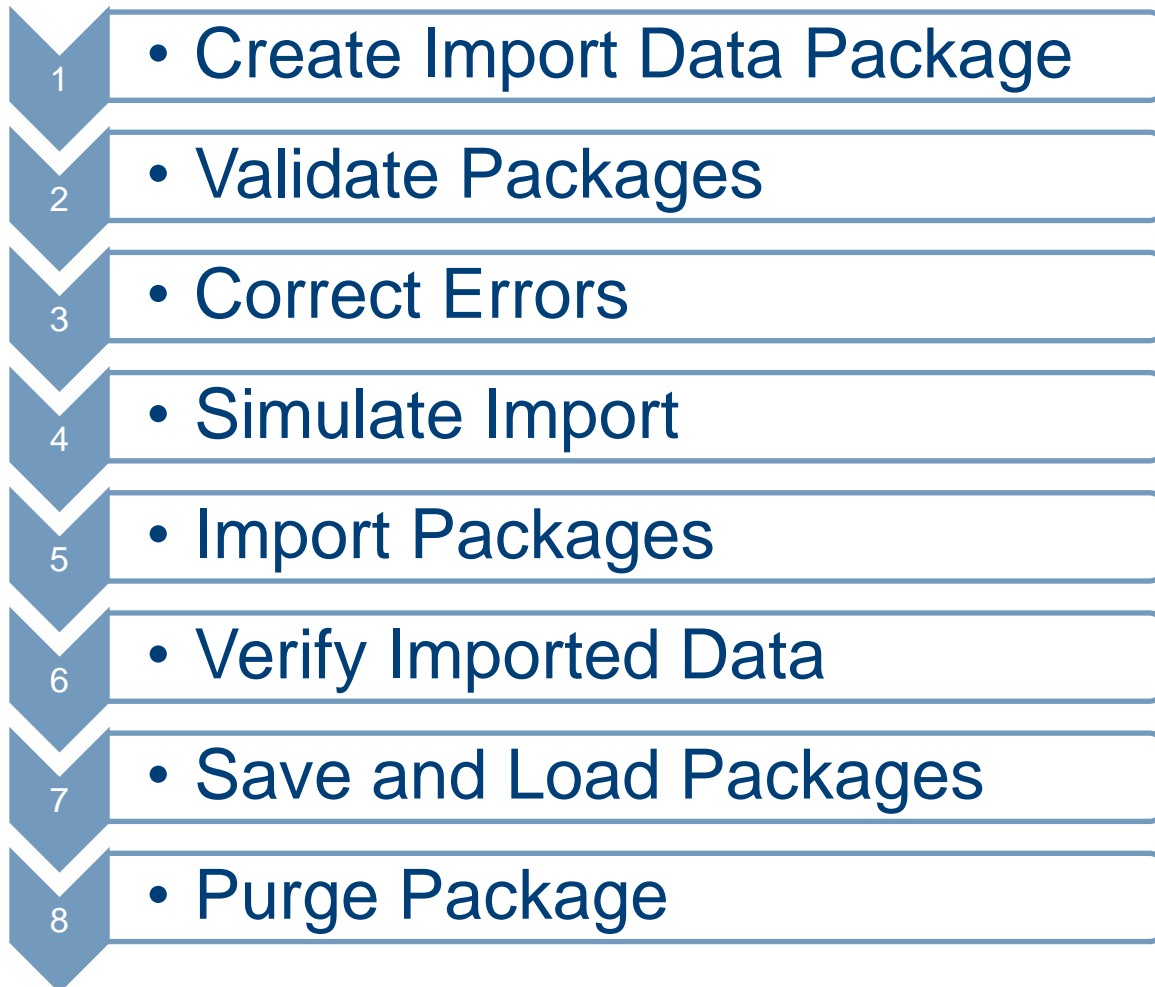 1 • Create Import Data Package
2 • Validate Packages
3 • Correct Errors
4 • Simulate Import
5 • Import Packages
6 • Verify Imported Data
7 • Save and Load Packages
8 • Purge Package